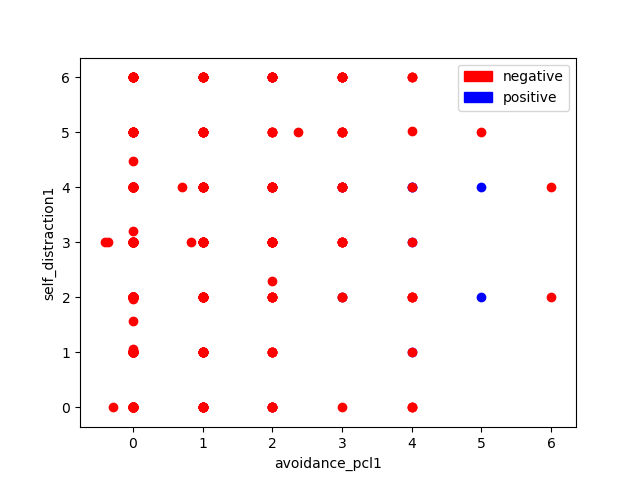 negative
positive
6
5
4
3
2
1
0
self_distraction1
0 1 2 3 4 5 6
avoidance_pcl1